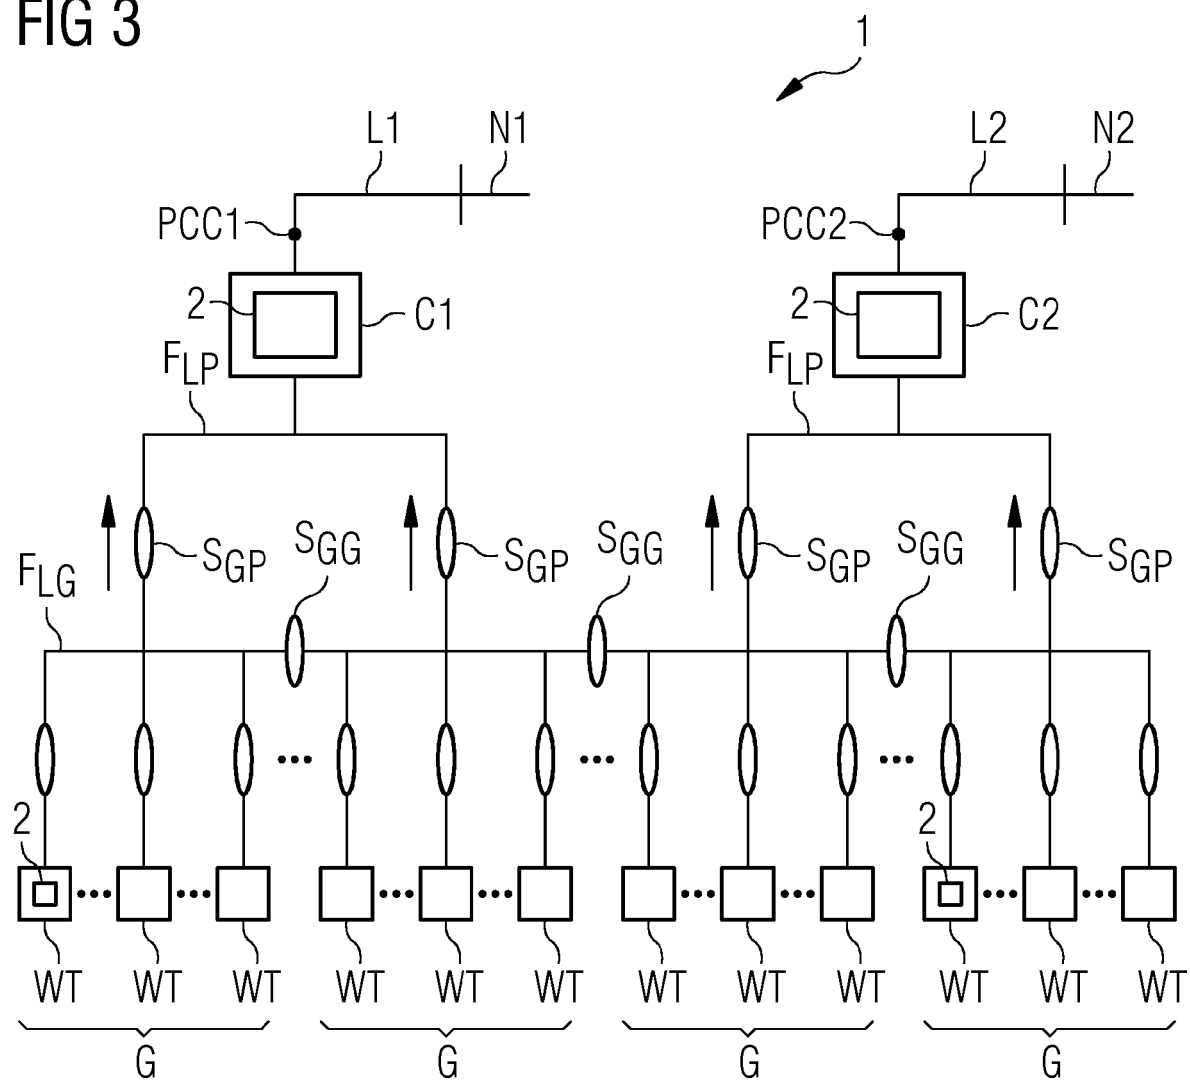 FIG 3
1
L1 N1 L2 N2
PCC1 PCC2
2 C1 2 C2
FLP FLP
SGP SGG SGP SGG SGP SGG SGP
FLG
2 2
WT WT WT WT WT WT WT WT WT WT WT WT
G G G G